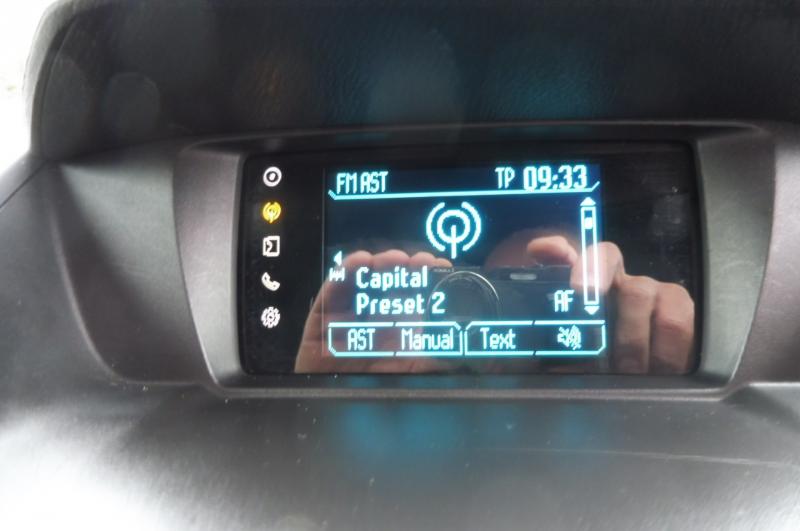 FM AST TP 09:33
Capital
Preset 2 AF
AST Manual Text